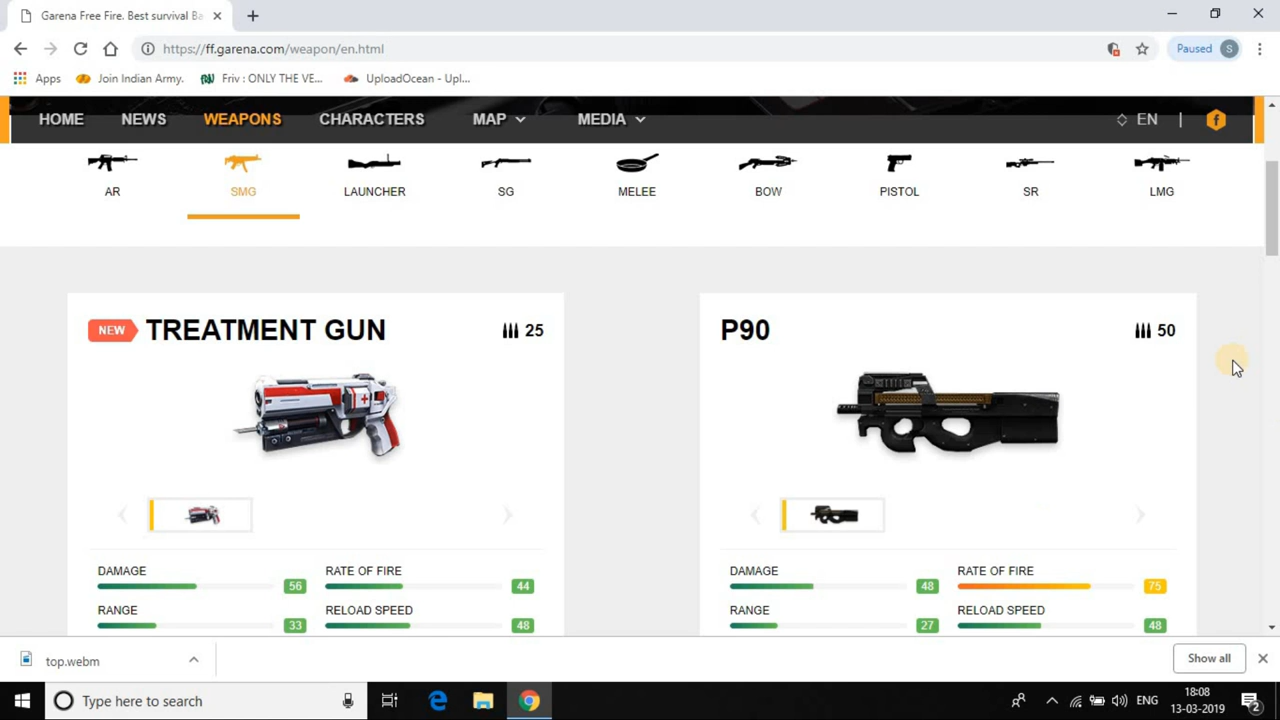 Garena Free Fire. Best survival Ba
https://ff.garena.com/weapon/en.html
Paused S
Apps Join Indian Army. Friv : ONLY THE VE... UploadOcean - Upl...
HOME NEWS WEAPONS CHARACTERS MAP MEDIA EN | f
AR SMG LAUNCHER SG MELEE BOW PISTOL SR LMG
NEW TREATMENT GUN 25
DAMAGE 56
RATE OF FIRE 44
RANGE 33
RELOAD SPEED 48
P90 50
DAMAGE 48
RATE OF FIRE 75
RANGE 27
RELOAD SPEED 48
top.webm
Show all
Type here to search
ENG
18:08
13-03-2019
2